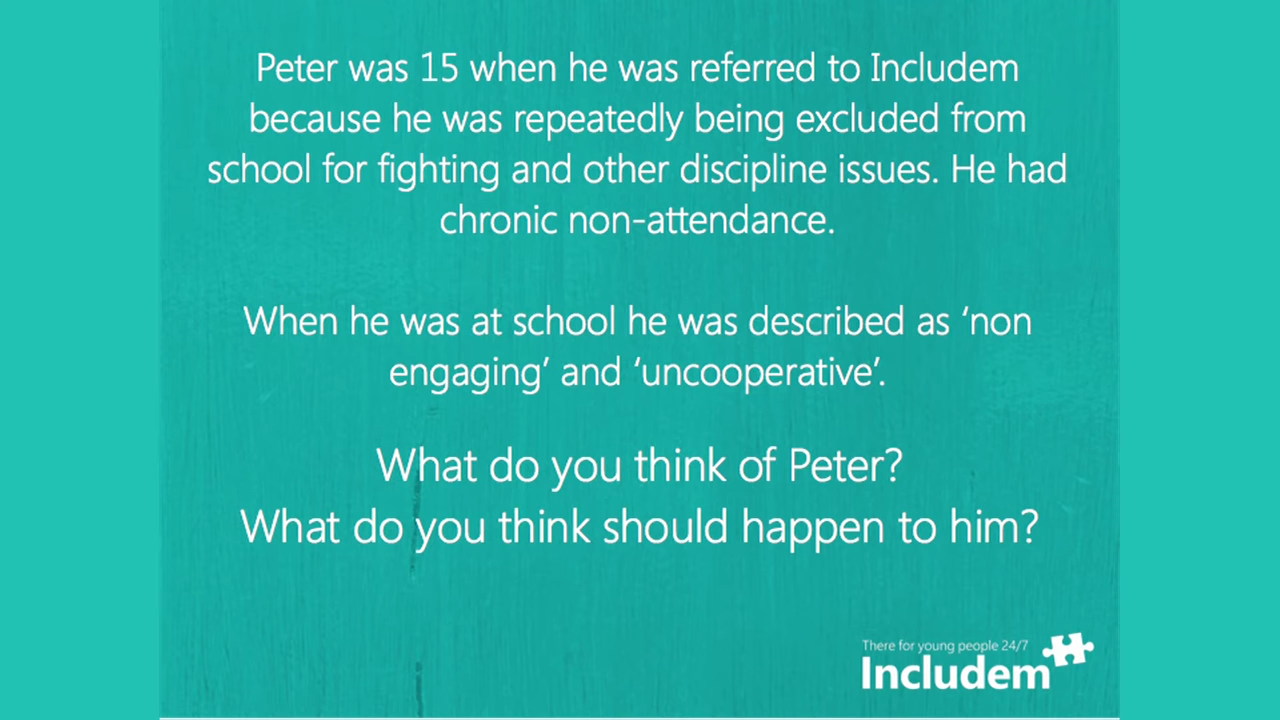 Peter was 15 when he was referred to Includem
because he was repeatedly being excluded from
school for fighting and other discipline issues. He had
chronic non-attendance.
When he was at school he was described as ‘non
engaging’ and ‘uncooperative’.
What do you think of Peter?
What do you think should happen to him?
There for young people 24/7
Includem